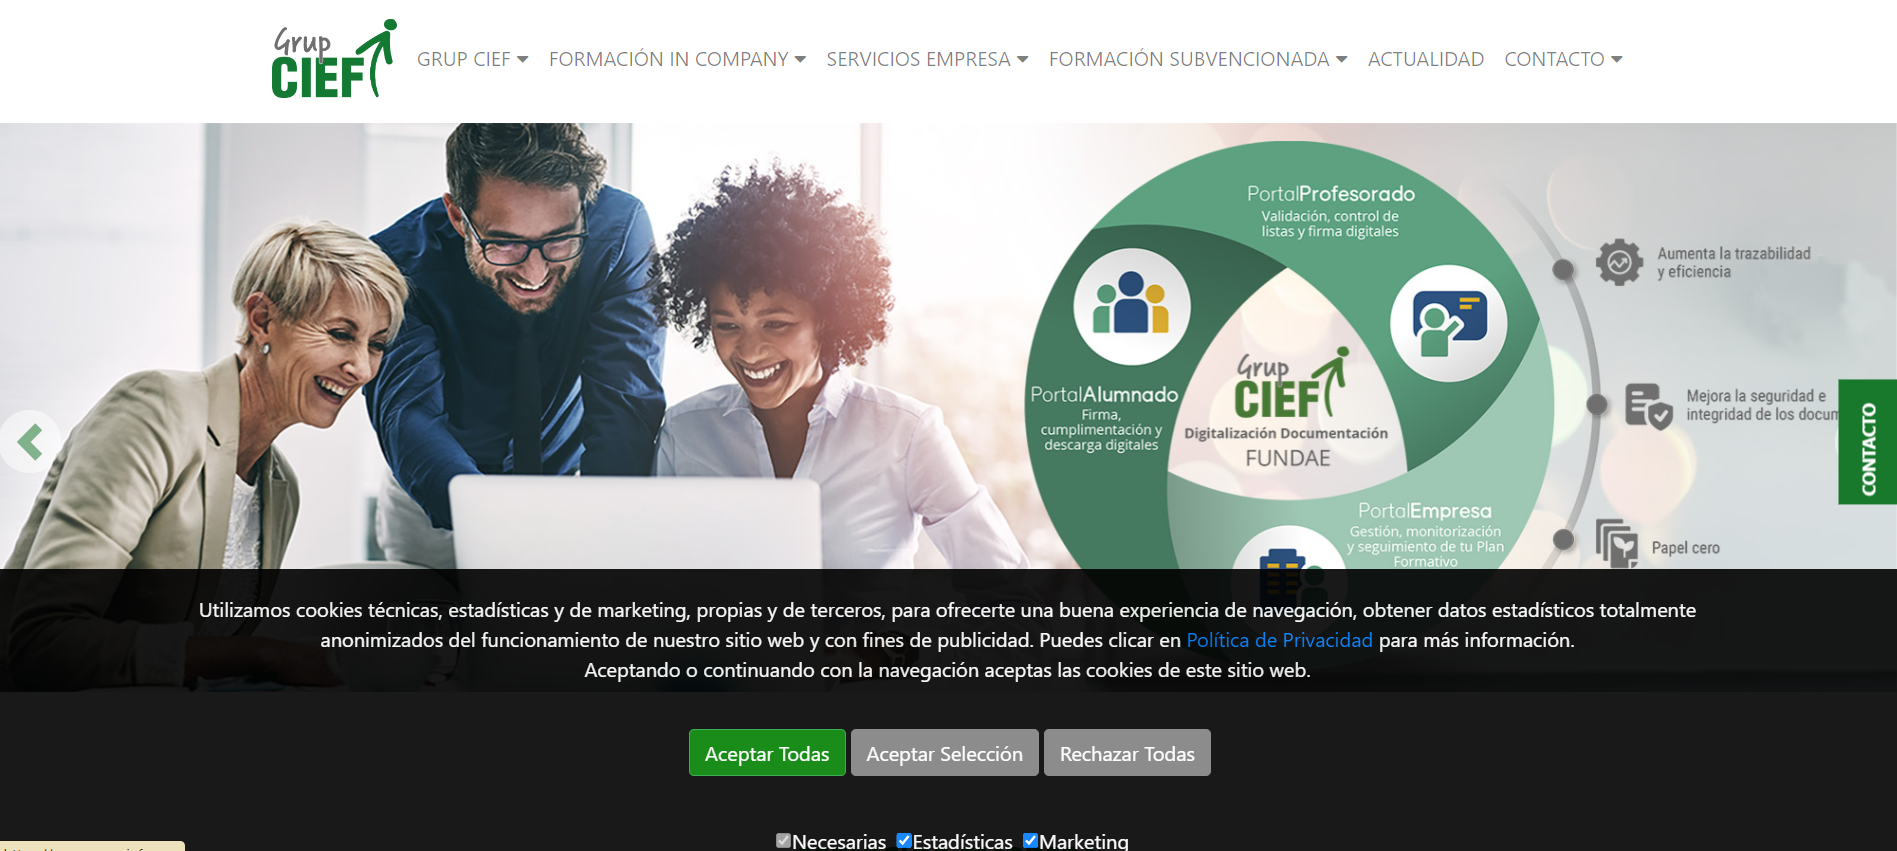 Grup
CIEF
GRUP CIEF
FORMACIÓN IN COMPANY
SERVICIOS EMPRESA
FORMACIÓN SUBVENCIONADA
ACTUALIDAD
CONTACTO
PortalProfesorado
Validación, control de
listas y firma digitales
Aumenta la trazabilidad
y eficiencia
PortalAlumnado
Firma,
cumplimentación y
descarga digitales
Grup
CIEF
Digitalización Documentación
FUNDAE
Mejora la seguridad e
integridad de los docum
CONTACTO
PortalEmpresa
Gestión, monitorización
y seguimiento de tu Plan
Formativo
Papel cero
Utilizamos cookies técnicas, estadísticas y de marketing, propias y de terceros, para ofrecerte una buena experiencia de navegación, obtener datos estadísticos totalmente
anonimizados del funcionamiento de nuestro sitio web y con fines de publicidad. Puedes clicar en Política de Privacidad para más información.
Aceptando o continuando con la navegación aceptas las cookies de este sitio web.
Aceptar Todas
Aceptar Selección
Rechazar Todas
Necesarias Estadísticas Marketing